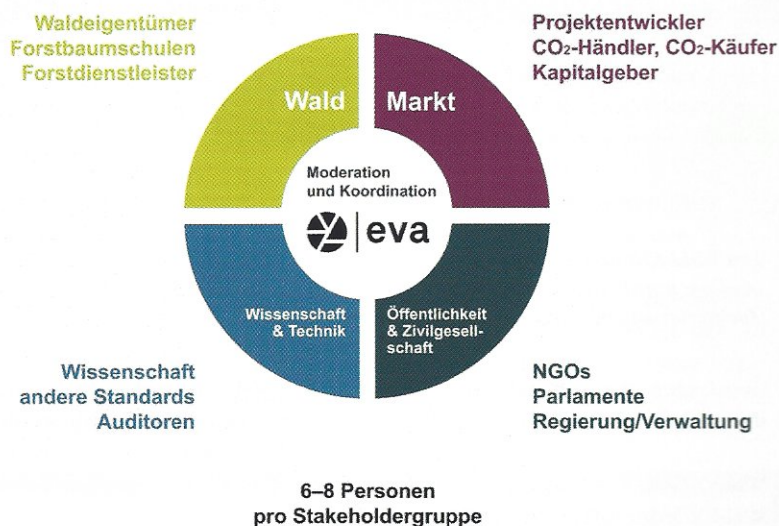 Waldeigentümer
Forstbaumschulen
Forstdienstleister
Projektentwickler
CO₂-Händler, CO₂-Käufer
Kapitalgeber
Wald
Markt
Moderation
und Koordination
eva
Wissenschaft
& Technik
Öffentlichkeit
& Zivilgesell-
schaft
Wissenschaft
andere Standards
Auditoren
NGOs
Parlamente
Regierung/Verwaltung
6–8 Personen
pro Stakeholdergruppe